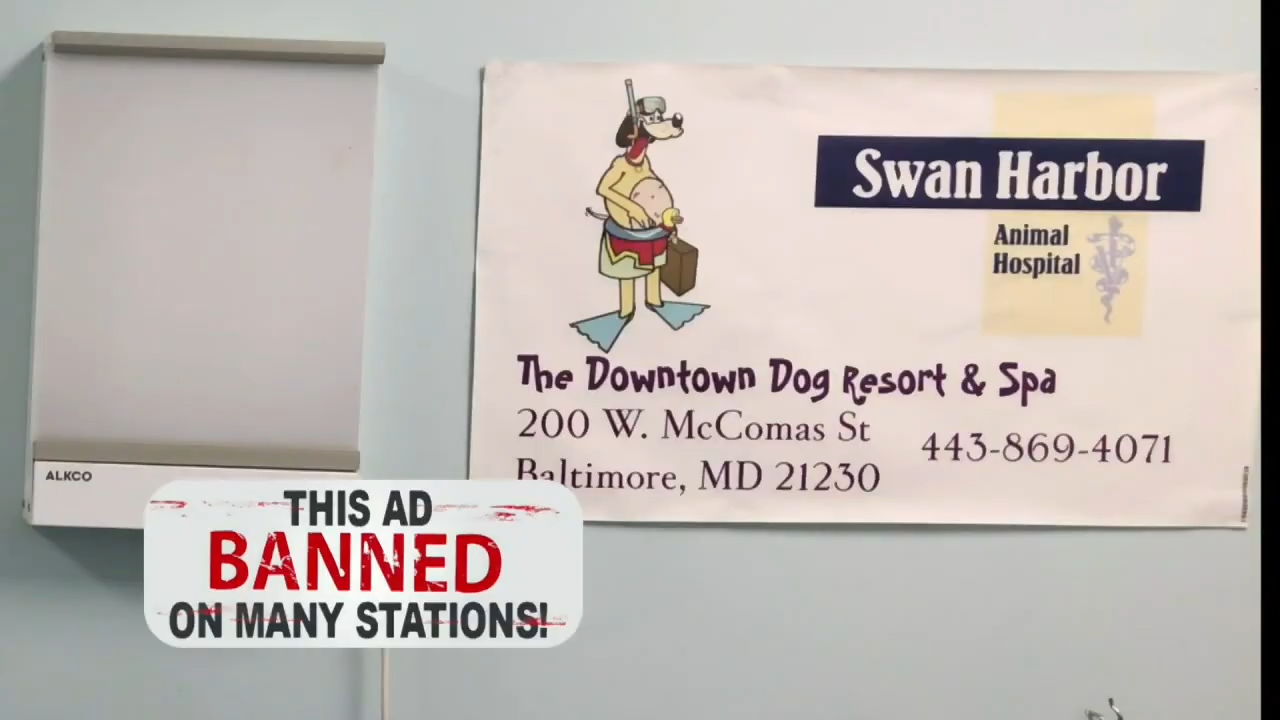 Swan Harbor
Animal
Hospital
The Downtown Dog Resort & Spa
200 W. McComas St
443-869-4071
Baltimore, MD 21230
ALKCO
THIS AD
BANNED
ON MANY STATIONS!